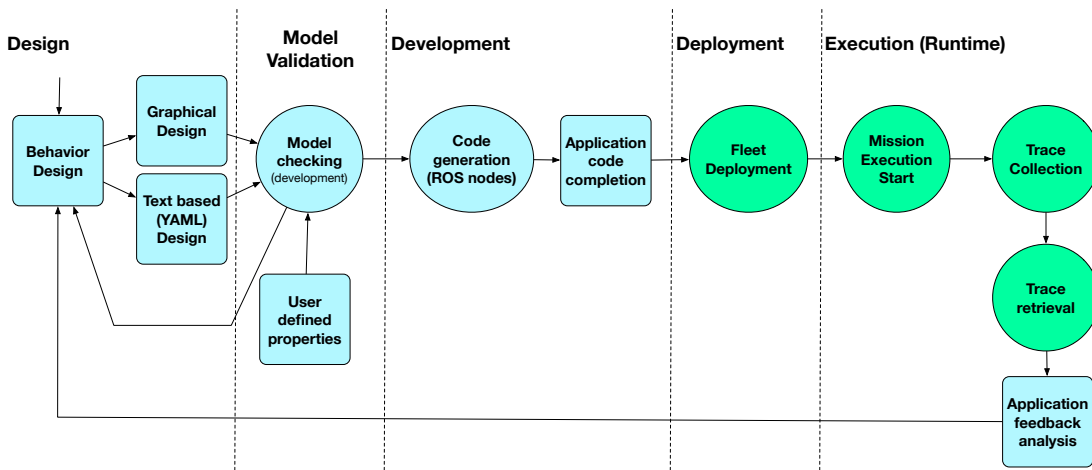 Design
Model
Validation
Development
Deployment
Execution (Runtime)
Behavior
Design
Graphical
Design
Text based
(YAML)
Design
Model
checking
(development)
User
defined
properties
Code
generation
(ROS nodes)
Application
code
completion
Fleet
Deployment
Mission
Execution
Start
Trace
Collection
Trace
retrieval
Application
feedback
analysis